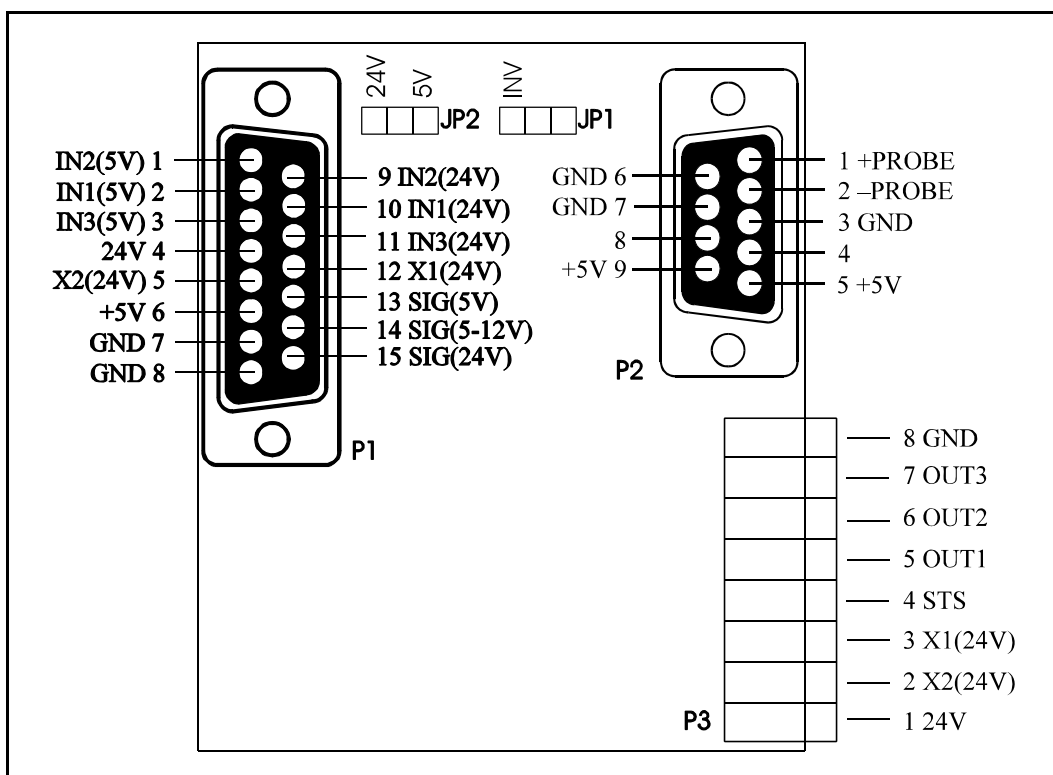 24V
5V
JP2
INV
JP1
IN2(5V) 1
IN1(5V) 2
IN3(5V) 3
24V 4
X2(24V) 5
+5V 6
GND 7
GND 8
9 IN2(24V)
10 IN1(24V)
11 IN3(24V)
12 X1(24V)
13 SIG(5V)
14 SIG(5-12V)
15 SIG(24V)
P1
GND 6
GND 7
8
+5V 9
1 +PROBE
2 –PROBE
3 GND
4
5 +5V
P2
8 GND
7 OUT3
6 OUT2
5 OUT1
4 STS
3 X1(24V)
2 X2(24V)
1 24V
P3